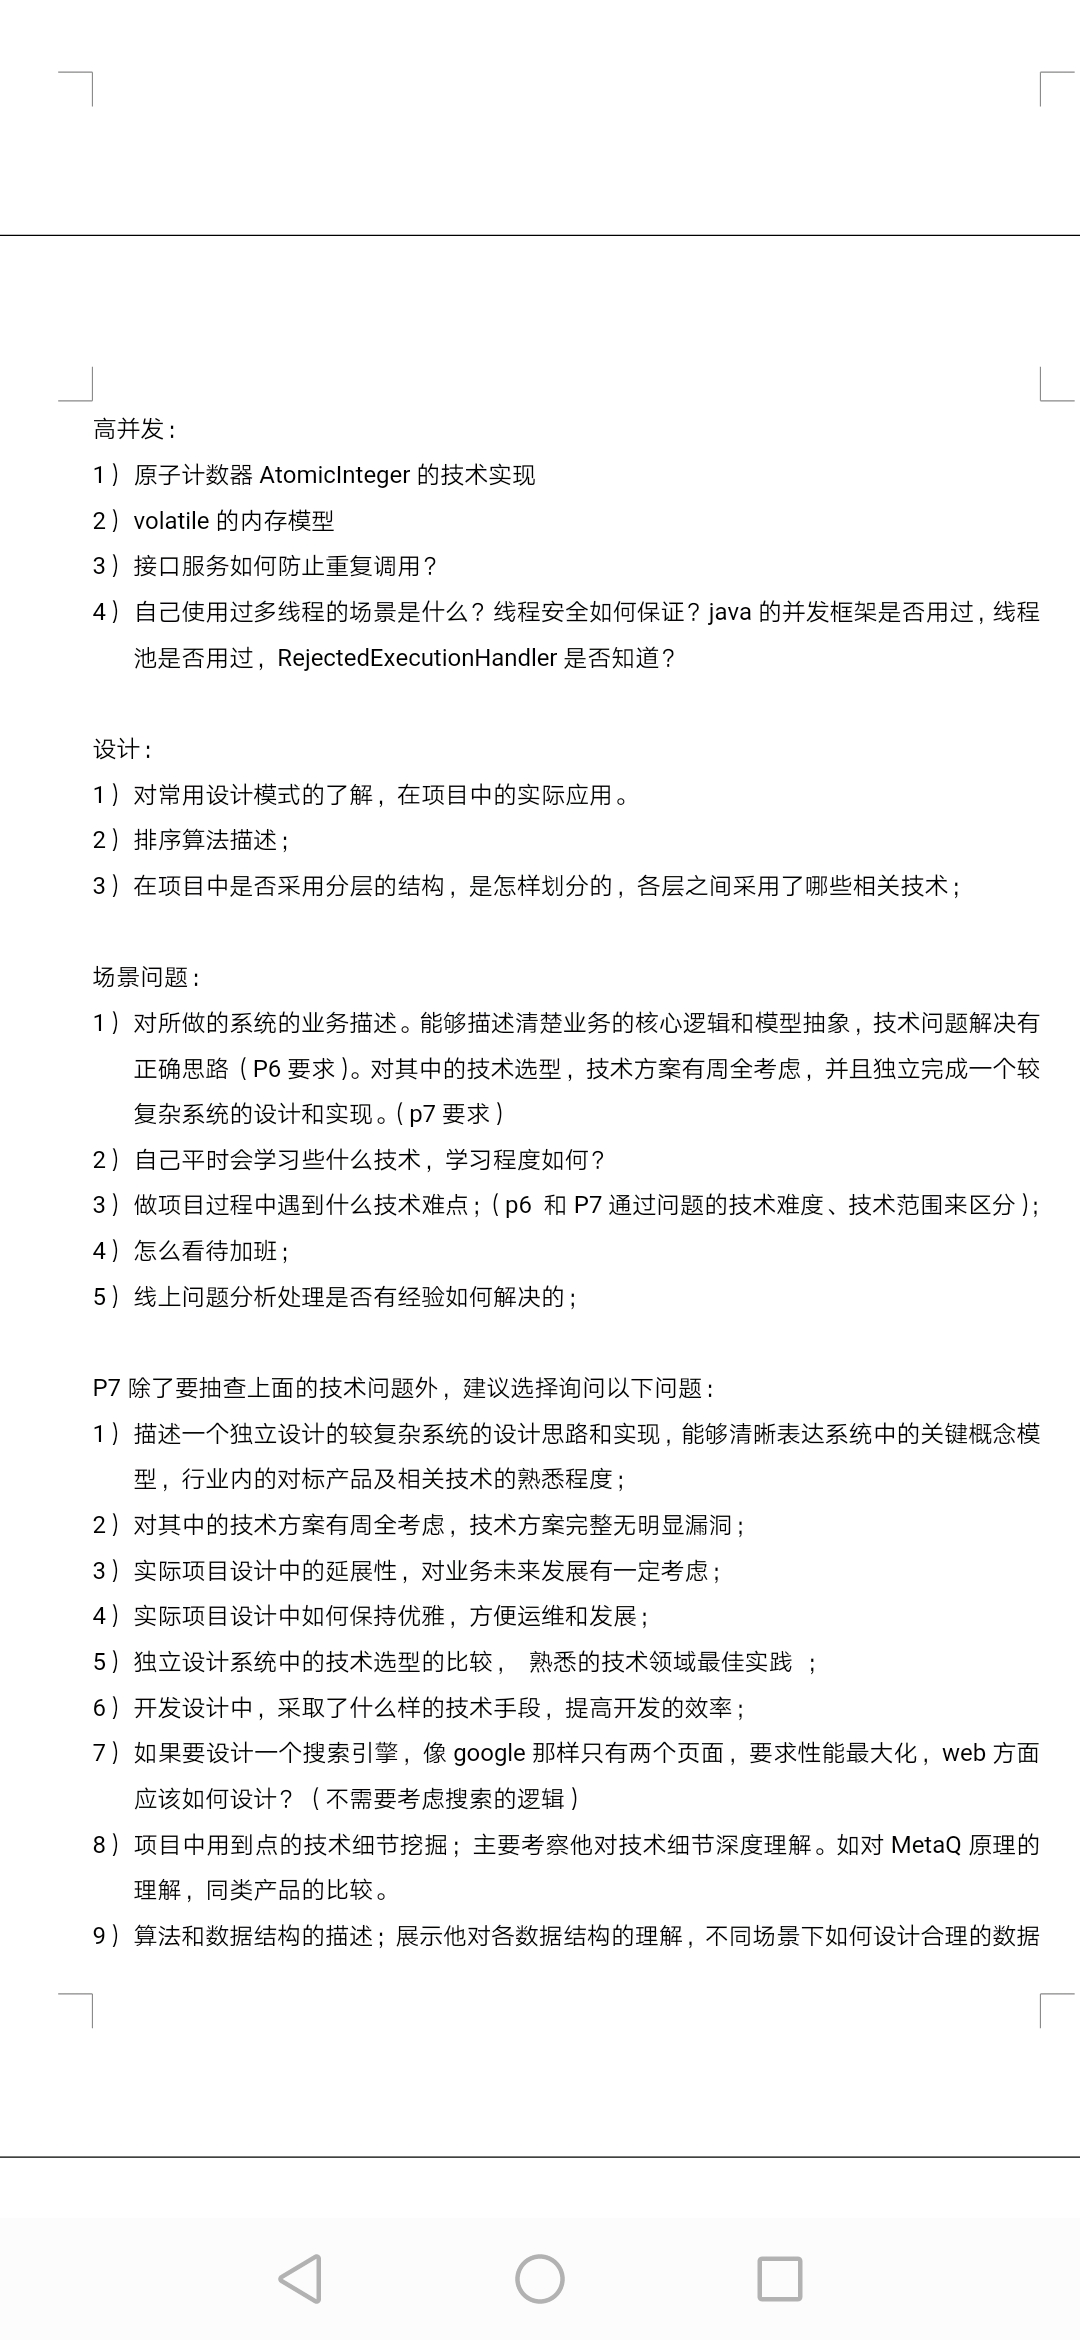 高并发：
1）原子计数器 AtomicInteger 的技术实现
2）volatile 的内存模型
3）接口服务如何防止重复调用？
4）自己使用过多线程的场景是什么？线程安全如何保证？java 的并发框架是否用过，线程
池是否用过，RejectedExecutionHandler 是否知道？
设计：
1）对常用设计模式的了解，在项目中的实际应用。
2）排序算法描述；
3）在项目中是否采用分层的结构，是怎样划分的，各层之间采用了哪些相关技术；
场景问题：
1）对所做的系统的业务描述。能够描述清楚业务的核心逻辑和模型抽象，技术问题解决有
正确思路（P6 要求）。对其中的技术选型，技术方案有周全考虑，并且独立完成一个较
复杂系统的设计和实现。（p7 要求）
2）自己平时会学习些什么技术，学习程度如何？
3）做项目过程中遇到什么技术难点；（p6 和 P7 通过问题的技术难度、技术范围来区分）；
4）怎么看待加班；
5）线上问题分析处理是否有经验如何解决的；
P7 除了要抽查上面的技术问题外，建议选择询问以下问题：
1）描述一个独立设计的较复杂系统的设计思路和实现，能够清晰表达系统中的关键概念模
型，行业内的对标产品及相关技术的熟悉程度；
2）对其中的技术方案有周全考虑，技术方案完整无明显漏洞；
3）实际项目设计中的延展性，对业务未来发展有一定考虑；
4）实际项目设计中如何保持优雅，方便运维和发展；
5）独立设计系统中的技术选型的比较， 熟悉的技术领域最佳实践 ；
6）开发设计中，采取了什么样的技术手段，提高开发的效率；
7）如果要设计一个搜索引擎，像 google 那样只有两个页面，要求性能最大化，web 方面
应该如何设计？（不需要考虑搜索的逻辑）
8）项目中用到点的技术细节挖掘；主要考察他对技术细节深度理解。如对 MetaQ 原理的
理解，同类产品的比较。
9）算法和数据结构的描述；展示他对各数据结构的理解，不同场景下如何设计合理的数据